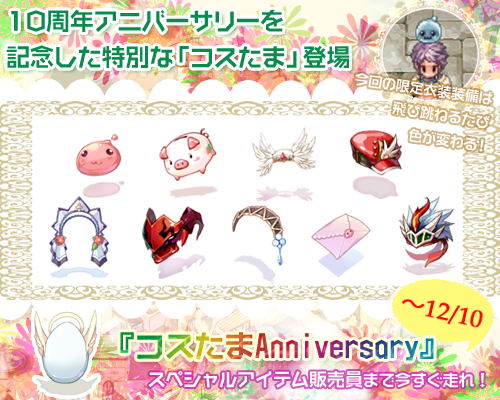 10周年アニバーサリーを
記念した特別な「コスたま」登場
今回の限定衣装装備は
飛び跳ねるたび
色が変わる！
～12/10
『コスたまAnniversary』
スペシャルアイテム販売員まで今すぐ走れ！